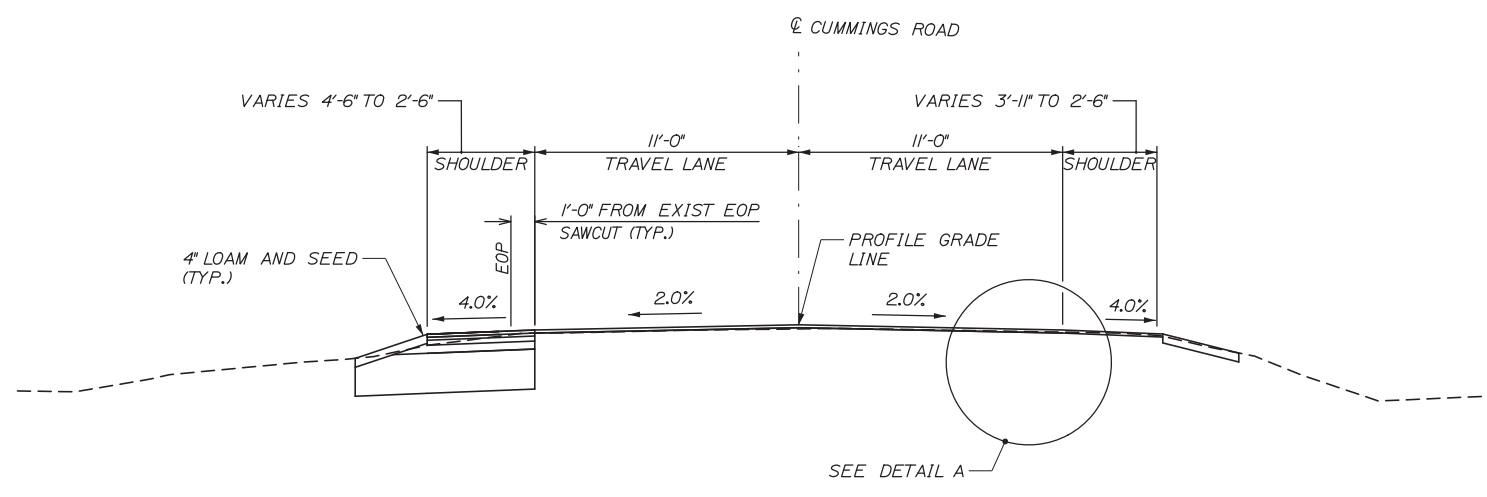 ℄ CUMMINGS ROAD
VARIES 4'-6" TO 2'-6"
VARIES 3'-11" TO 2'-6"
11'-0"
11'-0"
SHOULDER
TRAVEL LANE
TRAVEL LANE
SHOULDER
1'-0" FROM EXIST EOP
SAWCUT (TYP.)
EOP
PROFILE GRADE
LINE
4" LOAM AND SEED
(TYP.)
4.0%
2.0%
2.0%
4.0%
SEE DETAIL A